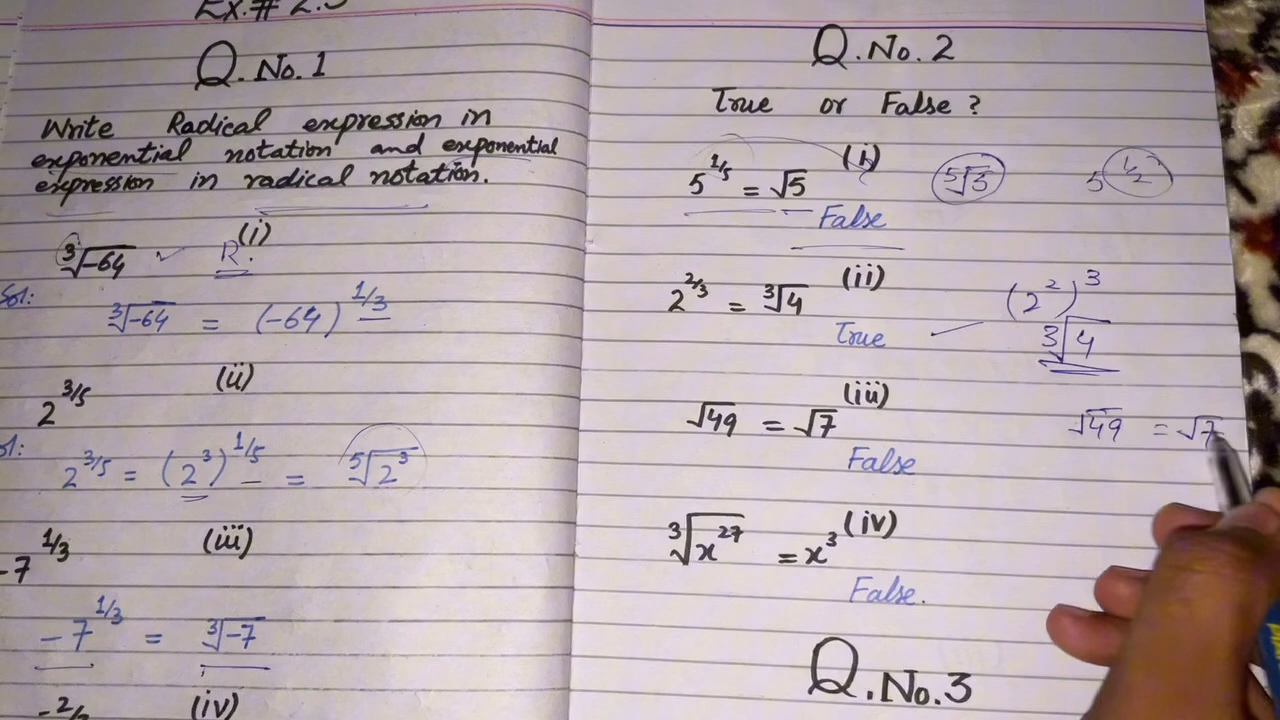 Ex.# 2.3
Q.No.1
Write Radical expression in
exponential notation and exponential
expression in radical notation.
(i)
∛-64 ✓ R.
Sol:
∛-64 = (-64)^1/3
(ii)
2^3/5
2^3/5 = (2^3)^1/5 = ⁵√2^3
(iii)
-7^1/3
-7^1/3 = ∛-7
(iv)
Q.No.2
True or False?
(i)
5^1/5 = √5 ⁵√5 5^1/2
False
(ii)
2^2/3 = ∛4 (2^2)^3
True ✓ ∛4
(iii)
√49 = √7 √49 = √7
False
(iv)
∛x^27 = x^3
False.
Q.No.3